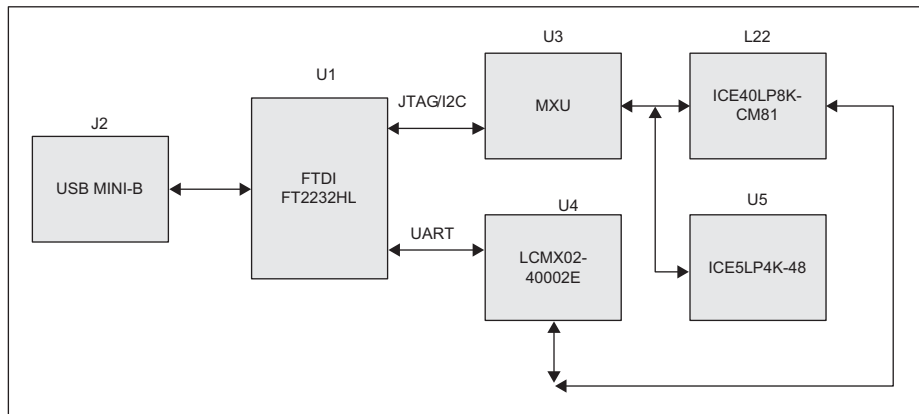 U1
U3
L22
J2
JTAG/I2C
MXU
ICE40LP8K-
CM81
USB MINI-B
FTDI
FT2232HL
UART
U4
LCMX02-
40002E
U5
ICE5LP4K-48